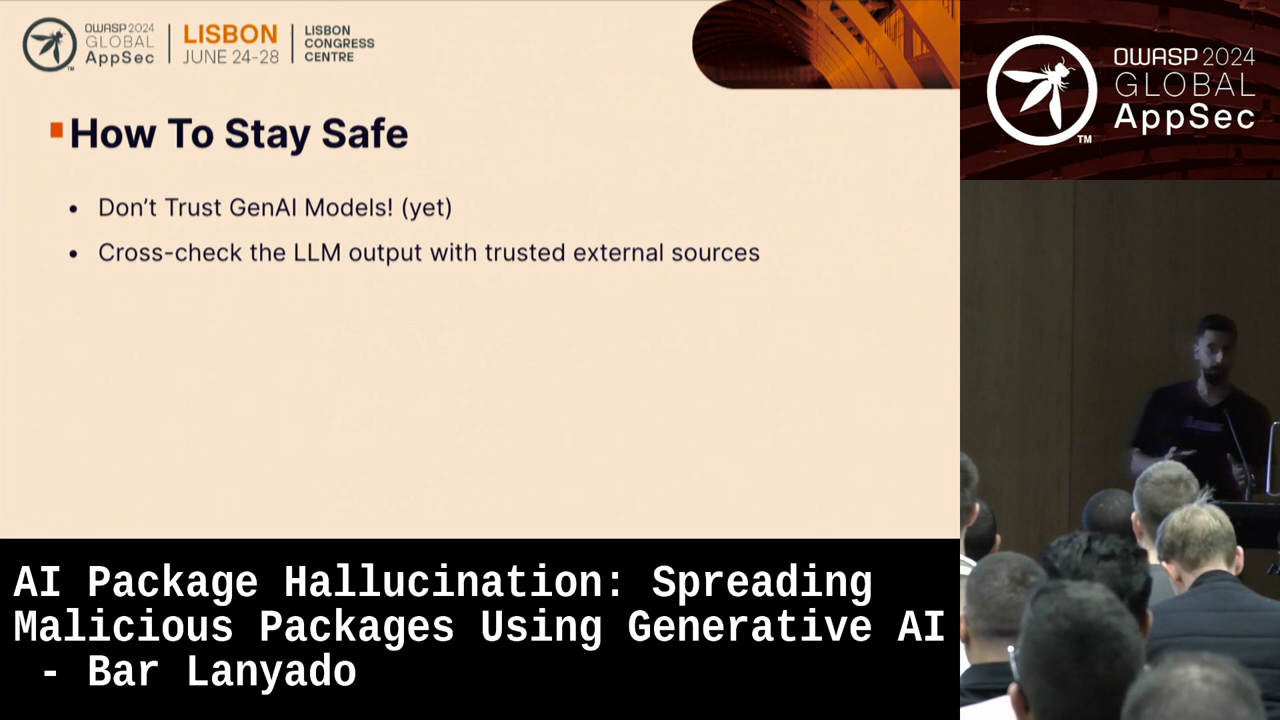 OWASP 2024
GLOBAL
AppSec
LISBON
JUNE 24-28
LISBON
CONGRESS
CENTRE
TM
How To Stay Safe
• Don’t Trust GenAI Models! (yet)
• Cross-check the LLM output with trusted external sources
OWASP 2024
GLOBAL
AppSec
TM
AI Package Hallucination: Spreading
Malicious Packages Using Generative AI
- Bar Lanyado